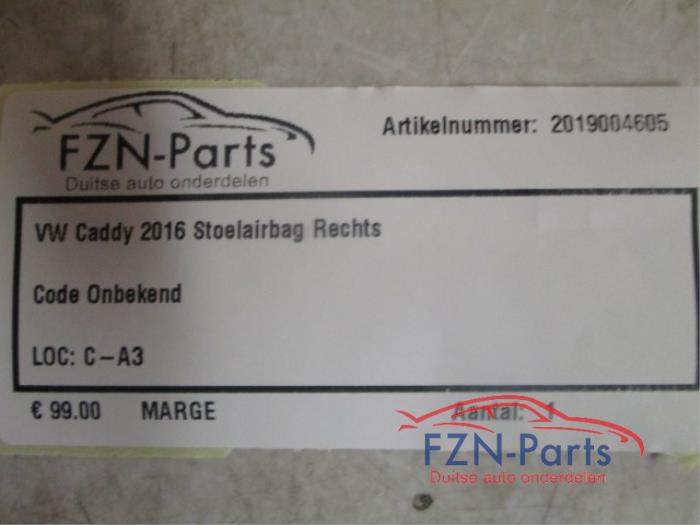 FZN-Parts
Duitse auto onderdelen
Artikelnummer: 2019004605
VW Caddy 2016 Stoelairbag Rechts
Code Onbekend
LOC: C-A3
€ 99.00 MARGE Aantal: 1
FZN-Parts
Duitse auto onderdelen